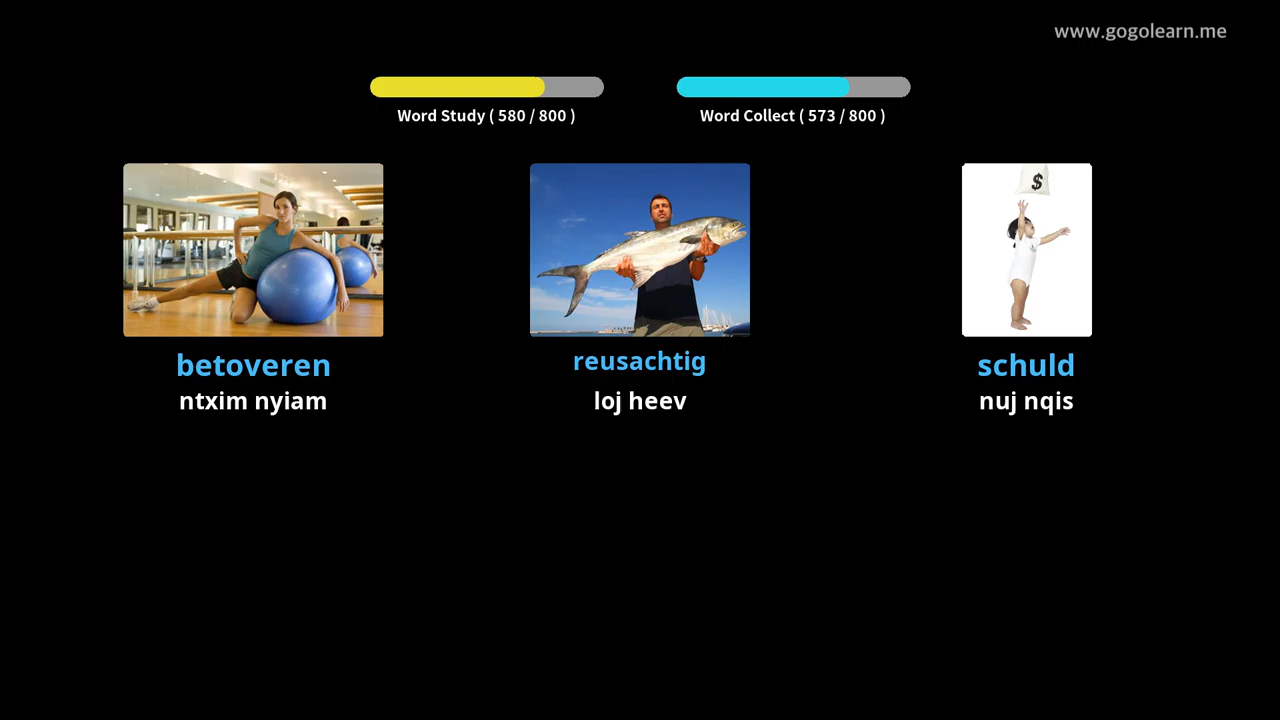 www.gogolearn.me
Word Study ( 580 / 800 )
Word Collect ( 573 / 800 )
$
betoveren
ntxim nyiam
reusachtig
loj heev
schuld
nuj nqis